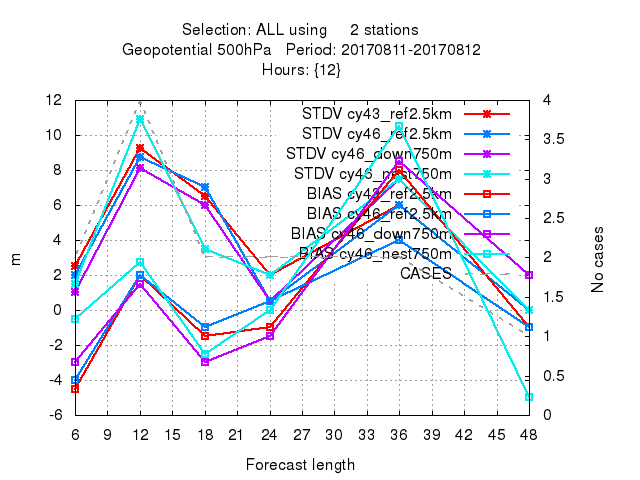 Selection: ALL using     2 stations
Geopotential 500hPa   Period: 20170811-20170812
Hours: {12}
12 4
STDV cy43_ref2.5km
10 3.5
STDV cy46_ref2.5km
STDV cy46_down750m
8 3
STDV cy46_nest750m
BIAS cy43_ref2.5km
6 2.5
BIAS cy46_ref2.5km
BIAS cy46_down750m
4 2
BIAS cy46_nest750m
CASES
2 1.5
0
-2 1
-4 0.5
-6 0
m
No cases
6 9 12 15 18 21 24 27 30 33 36 39 42 45 48
Forecast length